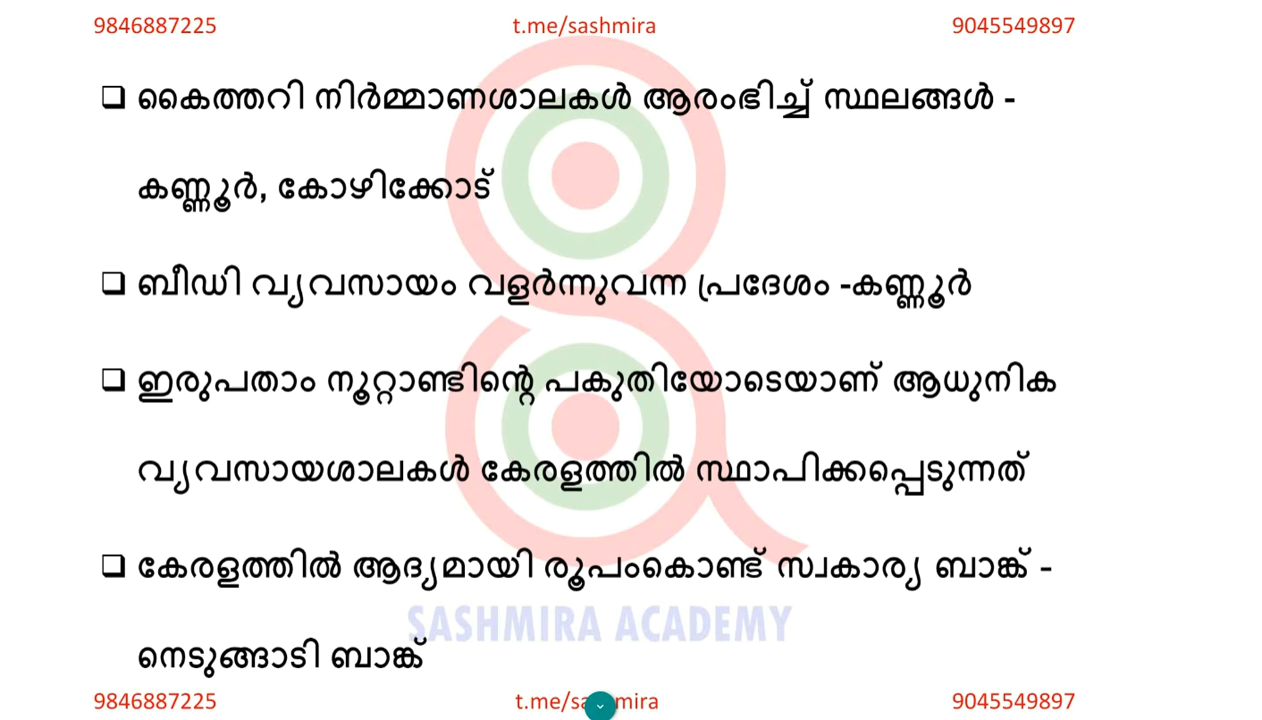 9846887225 t.me/sashmira 9045549897
❑ കൈത്തറി നിർമ്മാണശാലകൾ ആരംഭിച്ച് സ്ഥലങ്ങൾ -
കണ്ണൂർ, കോഴിക്കോട്
❑ ബീഡി വ്യവസായം വളർന്നുവന്ന പ്രദേശം -കണ്ണൂർ
❑ ഇരുപതാം നൂറ്റാണ്ടിന്റെ പകുതിയോടെയാണ് ആധുനിക
വ്യവസായശാലകൾ കേരളത്തിൽ സ്ഥാപിക്കപ്പെടുന്നത്
❑ കേരളത്തിൽ ആദ്യമായി രൂപംകൊണ്ട് സ്വകാര്യ ബാങ്ക് -
SASHMIRA ACADEMY
നെടുങ്ങാടി ബാങ്ക്
9846887225 9045549897